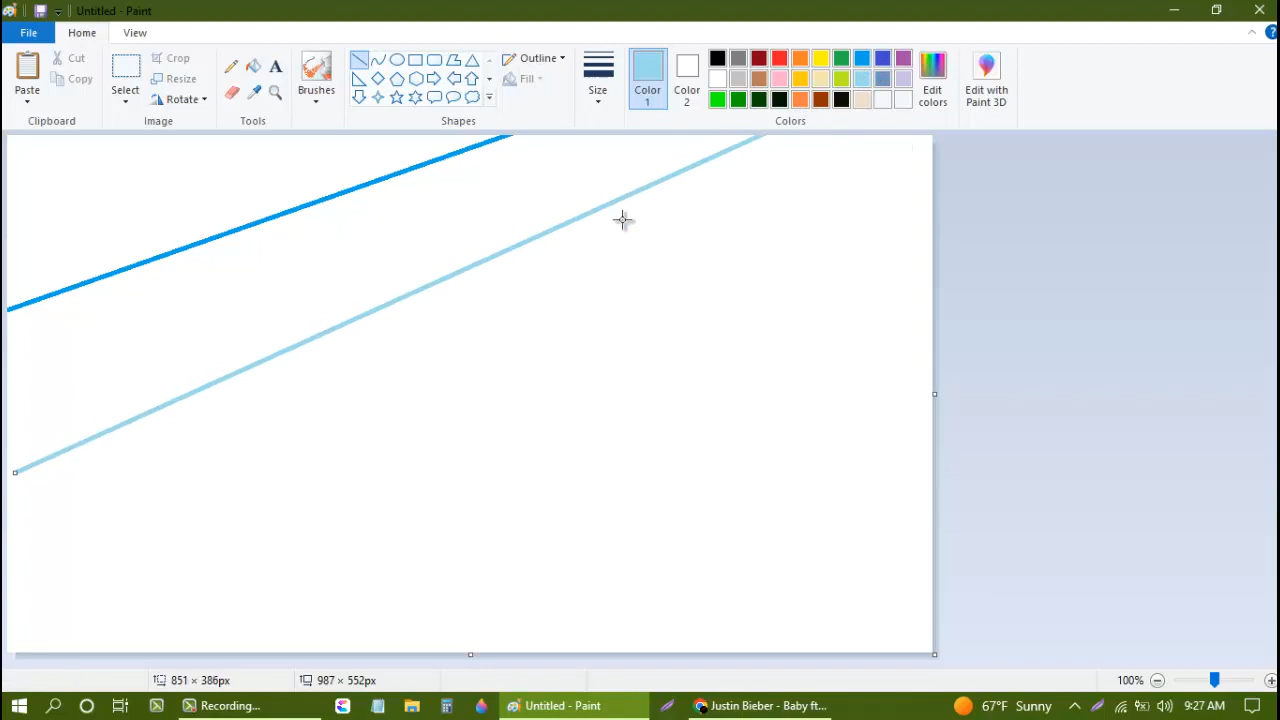 Untitled - Paint
File Home View
Paste
Cut
Copy
Clipboard
Select
Crop
Resize
Rotate
Image
Tools
Brushes
Shapes
Outline
Fill
Size
Color 1
Color 2
Colors
Edit colors
Edit with Paint 3D
851 × 386px
987 × 552px
100%
Recording...
Untitled - Paint
Justin Bieber - Baby ft...
67°F Sunny
9:27 AM